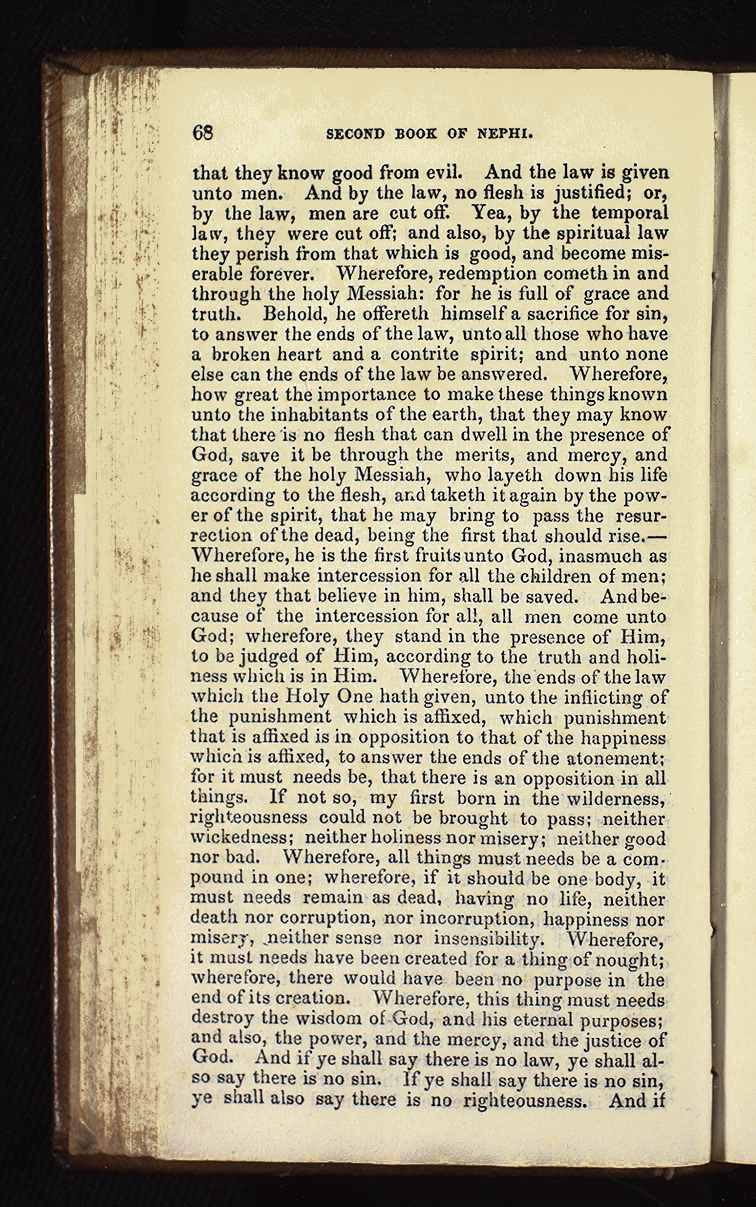 68 SECOND BOOK OF NEPHI.
that they know good from evil. And the law is given
unto men. And by the law, no flesh is justified; or,
by the law, men are cut off. Yea, by the temporal
law, they were cut off; and also, by the spiritual law
they perish from that which is good, and become mis-
erable forever. Wherefore, redemption cometh in and
through the holy Messiah: for he is full of grace and
truth. Behold, he offereth himself a sacrifice for sin,
to answer the ends of the law, unto all those who have
a broken heart and a contrite spirit; and unto none
else can the ends of the law be answered. Wherefore,
how great the importance to make these things known
unto the inhabitants of the earth, that they may know
that there is no flesh that can dwell in the presence of
God, save it be through the merits, and mercy, and
grace of the holy Messiah, who layeth down his life
according to the flesh, and taketh it again by the pow-
er of the spirit, that he may bring to pass the resur-
rection of the dead, being the first that should rise.—
Wherefore, he is the first fruits unto God, inasmuch as
he shall make intercession for all the children of men;
and they that believe in him, shall be saved. And be-
cause of the intercession for all, all men come unto
God; wherefore, they stand in the presence of Him,
to be judged of Him, according to the truth and holi-
ness which is in Him. Wherefore, the ends of the law
which the Holy One hath given, unto the inflicting of
the punishment which is affixed, which punishment
that is affixed is in opposition to that of the happiness
which is affixed, to answer the ends of the atonement;
for it must needs be, that there is an opposition in all
things. If not so, my first born in the wilderness,
righteousness could not be brought to pass; neither
wickedness; neither holiness nor misery; neither good
nor bad. Wherefore, all things must needs be a com-
pound in one; wherefore, if it should be one body, it
must needs remain as dead, having no life, neither
death nor corruption, nor incorruption, happiness nor
misery, neither sense nor insensibility. Wherefore,
it must needs have been created for a thing of nought;
wherefore, there would have been no purpose in the
end of its creation. Wherefore, this thing must needs
destroy the wisdom of God, and his eternal purposes;
and also, the power, and the mercy, and the justice of
God. And if ye shall say there is no law, ye shall al-
so say there is no sin. If ye shall say there is no sin,
ye shall also say there is no righteousness. And if